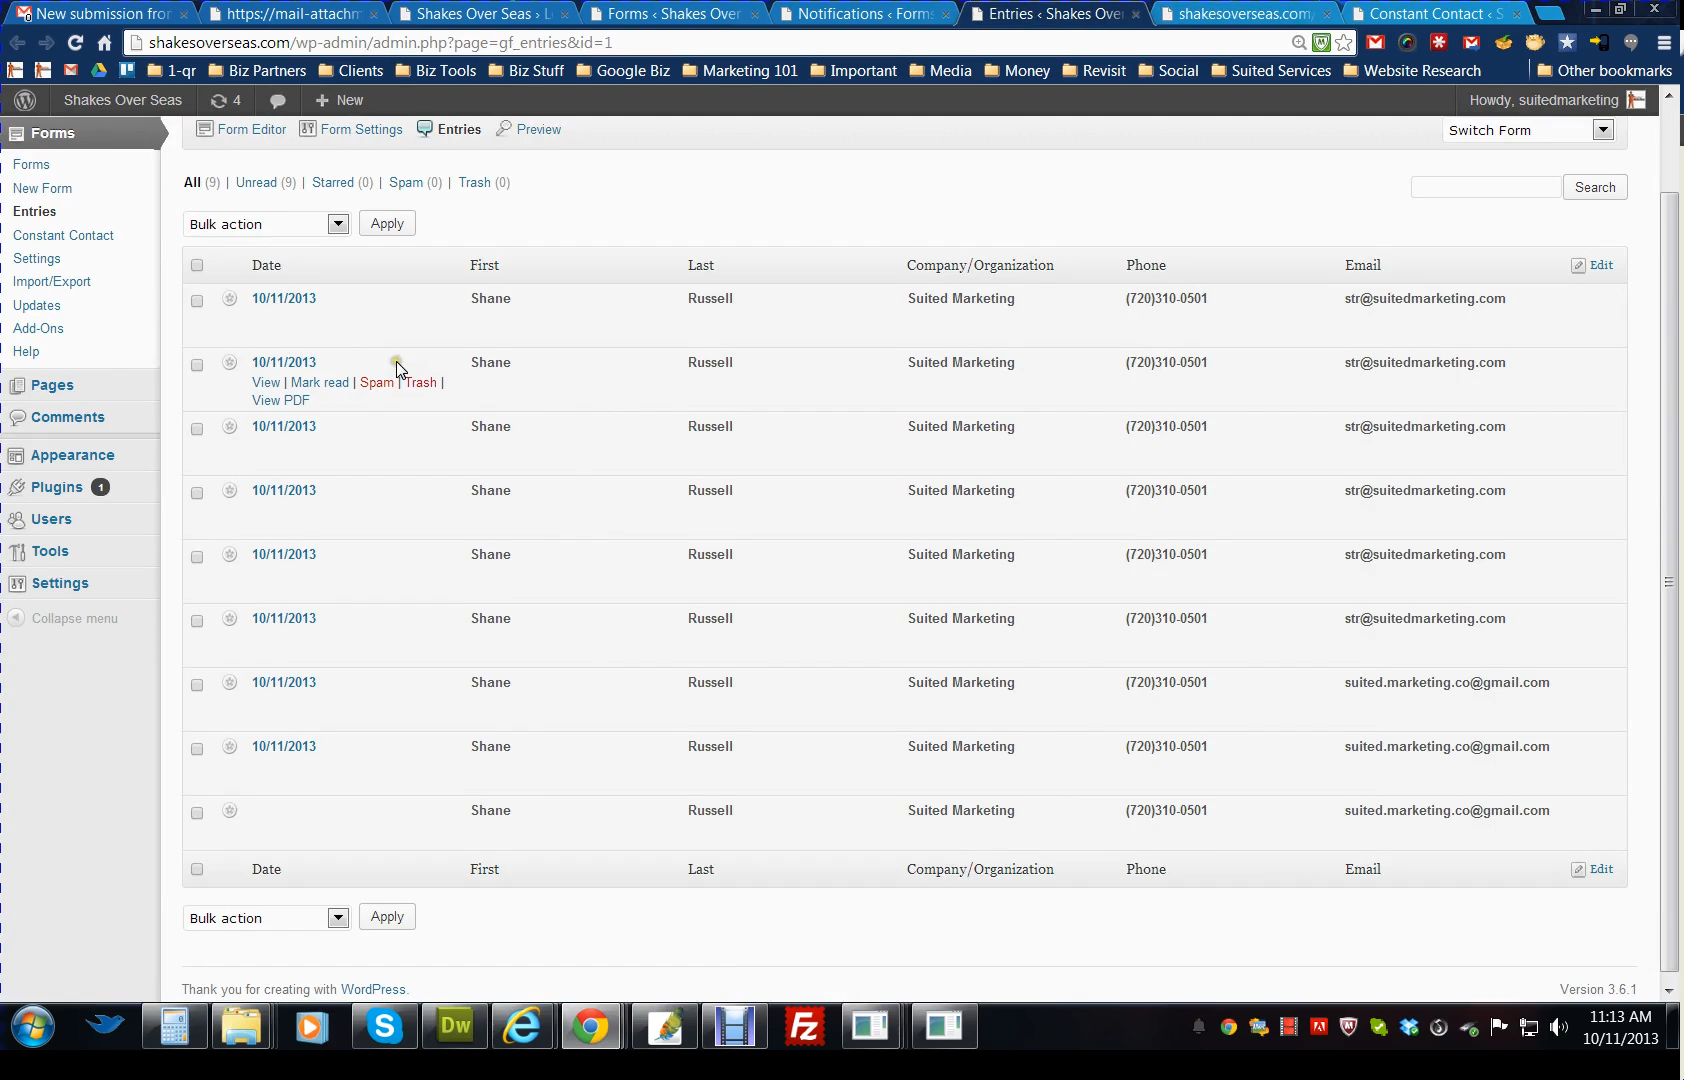 New submission from
https://mail-attachm
Shakes Over Seas › L
Forms ‹ Shakes Over
Notifications ‹ Forms
Entries ‹ Shakes Over
shakesoverseas.com/
Constant Contact ‹ S
shakesoverseas.com/wp-admin/admin.php?page=gf_entries&id=1
1-qr Biz Partners Clients Biz Tools Biz Stuff Google Biz Marketing 101 Important Media Money Revisit Social Suited Services Website Research Other bookmarks
Shakes Over Seas 4 New Howdy, suitedmarketing
Forms
Forms
New Form
Entries
Constant Contact
Settings
Import/Export
Updates
Add-Ons
Help
Pages
Comments
Appearance
Plugins 1
Users
Tools
Settings
Collapse menu
Form Editor Form Settings Entries Preview Switch Form
All (9) | Unread (9) | Starred (0) | Spam (0) | Trash (0)
Search
Bulk action Apply
Date First Last Company/Organization Phone Email Edit
10/11/2013 Shane Russell Suited Marketing (720)310-0501 str@suitedmarketing.com
10/11/2013 Shane Russell Suited Marketing (720)310-0501 str@suitedmarketing.com
View | Mark read | Spam | Trash |
View PDF
10/11/2013 Shane Russell Suited Marketing (720)310-0501 str@suitedmarketing.com
10/11/2013 Shane Russell Suited Marketing (720)310-0501 str@suitedmarketing.com
10/11/2013 Shane Russell Suited Marketing (720)310-0501 str@suitedmarketing.com
10/11/2013 Shane Russell Suited Marketing (720)310-0501 str@suitedmarketing.com
10/11/2013 Shane Russell Suited Marketing (720)310-0501 suited.marketing.co@gmail.com
10/11/2013 Shane Russell Suited Marketing (720)310-0501 suited.marketing.co@gmail.com
Shane Russell Suited Marketing (720)310-0501 suited.marketing.co@gmail.com
Date First Last Company/Organization Phone Email Edit
Bulk action Apply
Thank you for creating with WordPress. Version 3.6.1
Dw
Fz
11:13 AM
10/11/2013